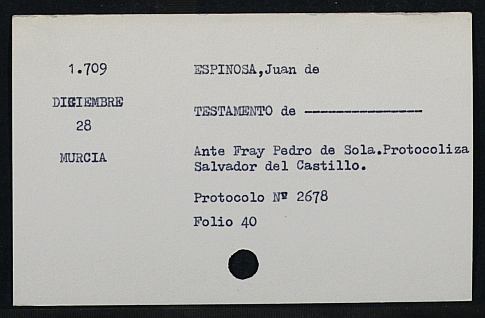 1.709
DICIEMBRE
28
MURCIA
ESPINOSA,Juan de
TESTAMENTO de ---------------
Ante Fray Pedro de Sola.Protocoliza
Salvador del Castillo.
Protocolo Nº 2678
Folio 40